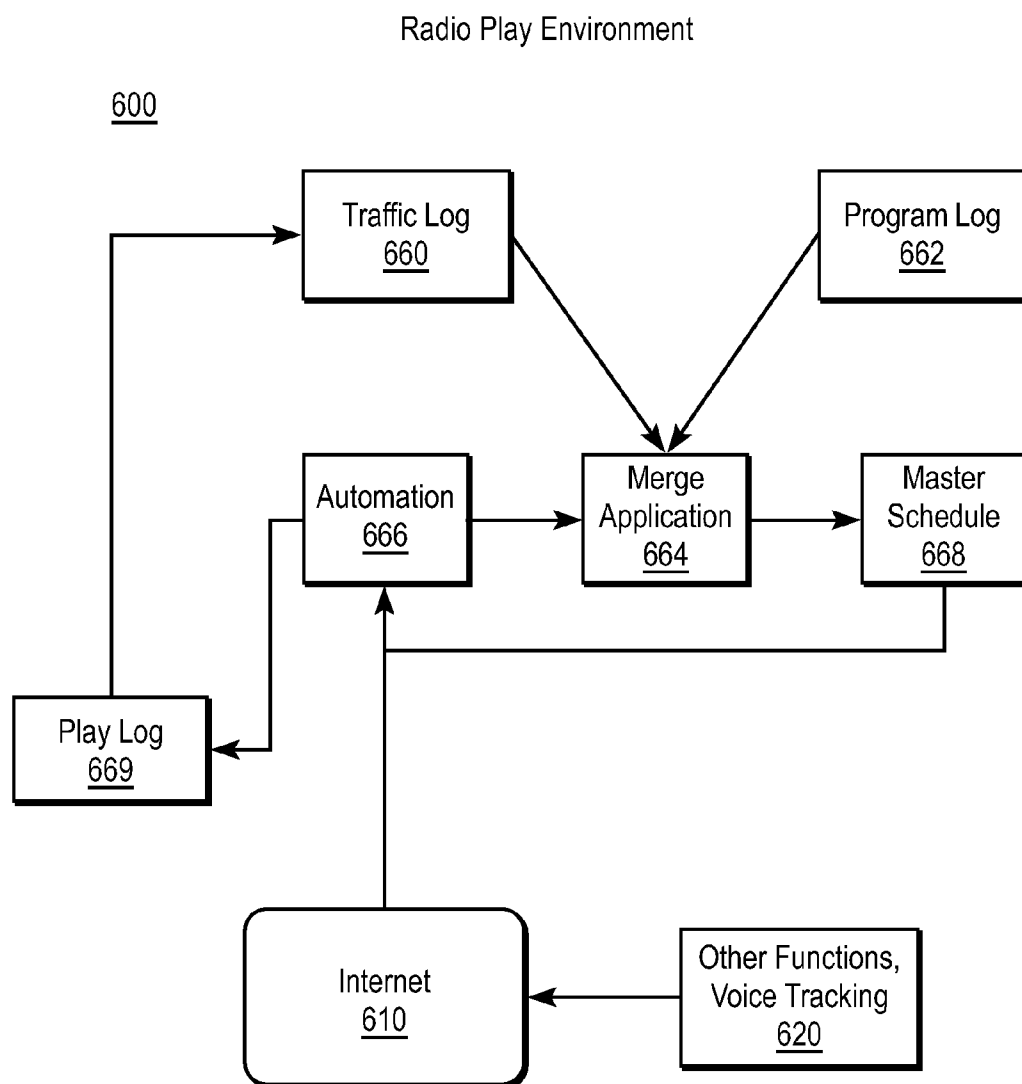 Radio Play Environment
600
Traffic Log
660
Program Log
662
Automation
666
Merge
Application
664
Master
Schedule
668
Play Log
669
Internet
610
Other Functions,
Voice Tracking
620